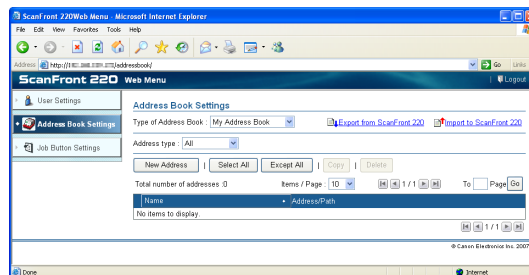 ScanFront 220Web Menu - Microsoft Internet Explorer
File Edit View Favorites Tools Help
Address http:// /addressbook/ Go Links
ScanFront 220 Web Menu Logout
User Settings
Address Book Settings
Job Button Settings
Address Book Settings
Type of Address Book : My Address Book Export from ScanFront 220 Import to ScanFront 220
Address type : All
New Address | Select All Except All | Copy | Delete
Total number of addresses :0 Items / Page : 10 1 / 1 To Page Go
Name Address/Path
No items to display.
1 / 1
© Canon Electronics Inc. 2007
Done Internet